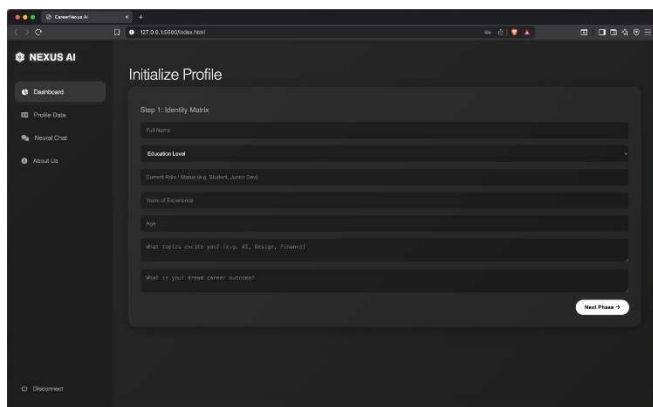 CareerNexus AI
127.0.0.1:5500/index.html
NEXUS AI
Dashboard
Profile Data
Neural Chat
About Us
Disconnect
Initialize Profile
Step 1: Identity Matrix
Full Name
Education Level
Current Role / Status (e.g. Student, Junior Dev)
Years of Experience
Age
What topics excite you? (e.g. AI, Design, Finance)
What is your dream career outcome?
Next Phase →